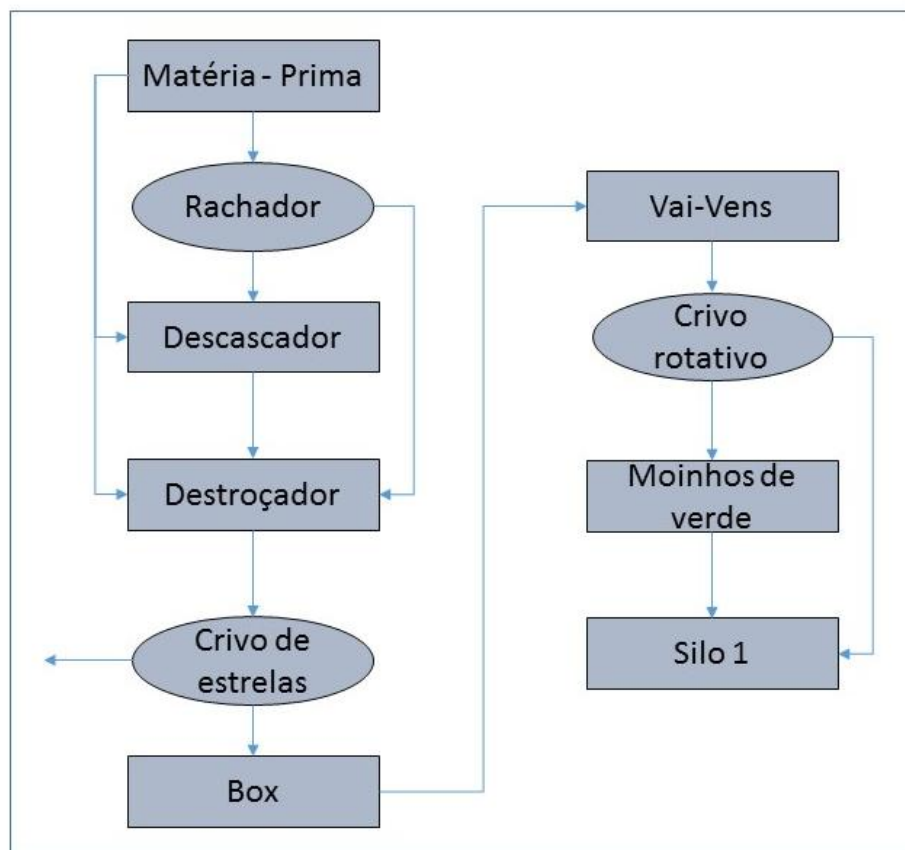 Matéria - Prima
Rachador
Descascador
Destroçador
Crivo de
estrelas
Box
Vai-Vens
Crivo
rotativo
Moinhos de
verde
Silo 1